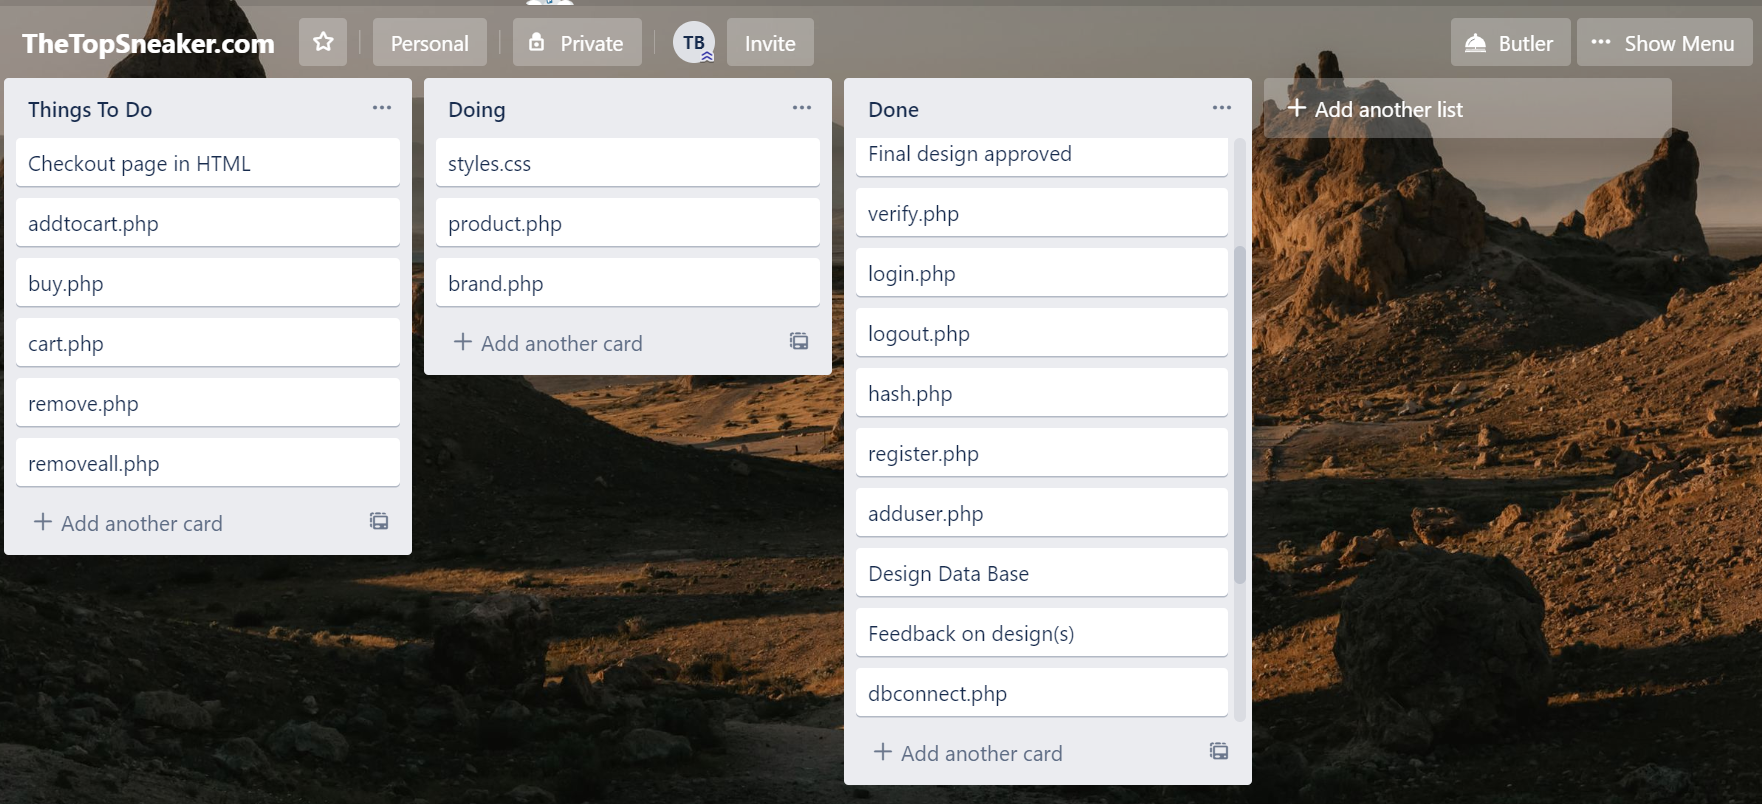 TheTopSneaker.com
Personal
Private
TB
Invite
Butler
Show Menu
Things To Do
Checkout page in HTML
addtocart.php
buy.php
cart.php
remove.php
removeall.php
Add another card
Doing
styles.css
product.php
brand.php
Add another card
Done
Final design approved
verify.php
login.php
logout.php
hash.php
register.php
adduser.php
Design Data Base
Feedback on design(s)
dbconnect.php
Add another card
Add another list